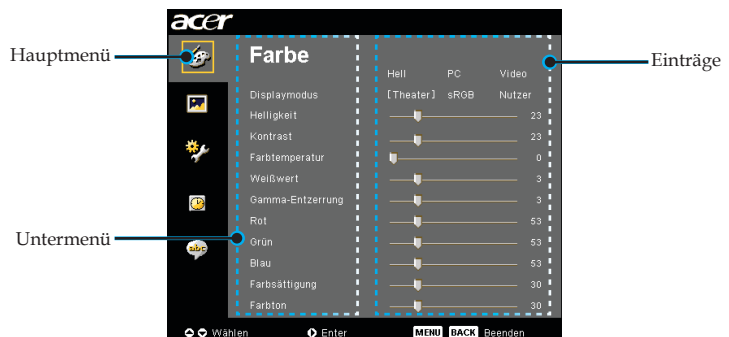 acer
Hauptmenü
Farbe
Einträge
Hell PC Video
Displaymodus [Theater] sRGB Nutzer
Helligkeit 23
Kontrast 23
Farbtemperatur 0
Weißwert 3
Gamma-Entzerrung 3
Rot 53
Untermenü
Grün 53
abc
Blau 53
Farbsättigung 30
Farbton 30
Wählen Enter MENU BACK Beenden